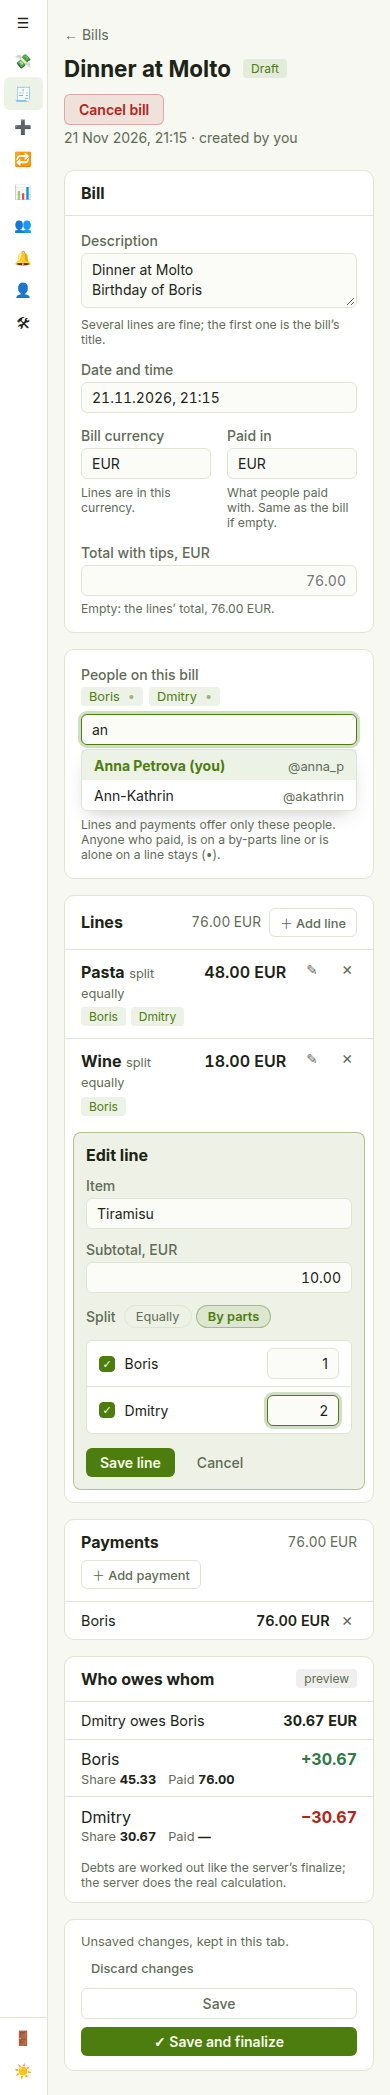 ← Bills
Dinner at Molto Draft
Cancel bill
21 Nov 2026, 21:15 · created by you
Bill
Description
Dinner at Molto
Birthday of Boris
Several lines are fine; the first one is the bill's
title.
Date and time
21.11.2026, 21:15
Bill currency Paid in
EUR EUR
Lines are in this What people paid
currency. with. Same as the bill
if empty.
Total with tips, EUR
76.00
Empty: the lines' total, 76.00 EUR.
People on this bill
Boris • Dmitry •
an
Anna Petrova (you) @anna_p
Ann-Kathrin @akathrin
Lines and payments offer only these people.
Anyone who paid, is on a by-parts line or is
alone on a line stays (•).
Lines 76.00 EUR + Add line
Pasta split 48.00 EUR ✎ ×
equally
Boris Dmitry
Wine split 18.00 EUR ✎ ×
equally
Boris
Edit line
Item
Tiramisu
Subtotal, EUR
10.00
Split Equally By parts
✓ Boris 1
✓ Dmitry 2
Save line Cancel
Payments 76.00 EUR
+ Add payment
Boris 76.00 EUR ×
Who owes whom preview
Dmitry owes Boris 30.67 EUR
Boris +30.67
Share 45.33 Paid 76.00
Dmitry −30.67
Share 30.67 Paid —
Debts are worked out like the server's finalize;
the server does the real calculation.
Unsaved changes, kept in this tab.
Discard changes
Save
✓ Save and finalize